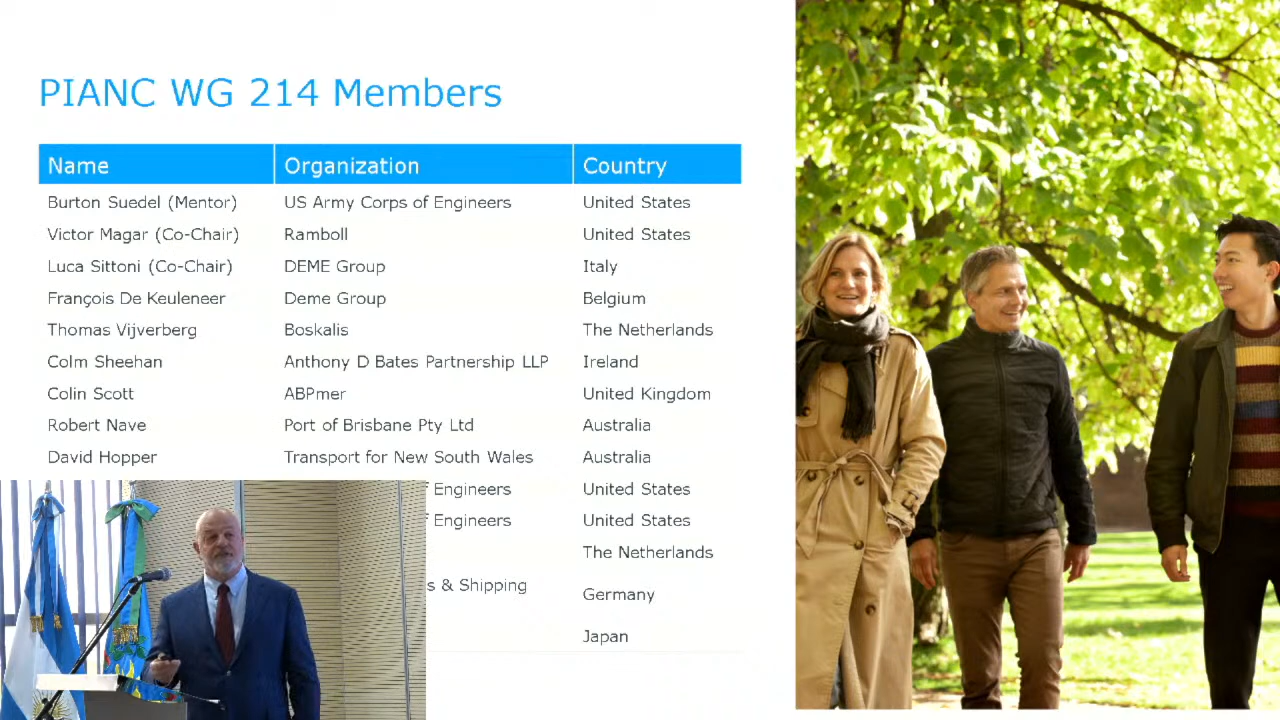 PIANC WG 214 Members
Name Organization Country
Burton Suedel (Mentor) US Army Corps of Engineers United States
Victor Magar (Co-Chair) Ramboll United States
Luca Sittoni (Co-Chair) DEME Group Italy
François De Keuleneer Deme Group Belgium
Thomas Vijverberg Boskalis The Netherlands
Colm Sheehan Anthony D Bates Partnership LLP Ireland
Colin Scott ABPmer United Kingdom
Robert Nave Port of Brisbane Pty Ltd Australia
David Hopper Transport for New South Wales Australia
Engineers United States
Engineers United States
The Netherlands
s & Shipping
Germany
Japan